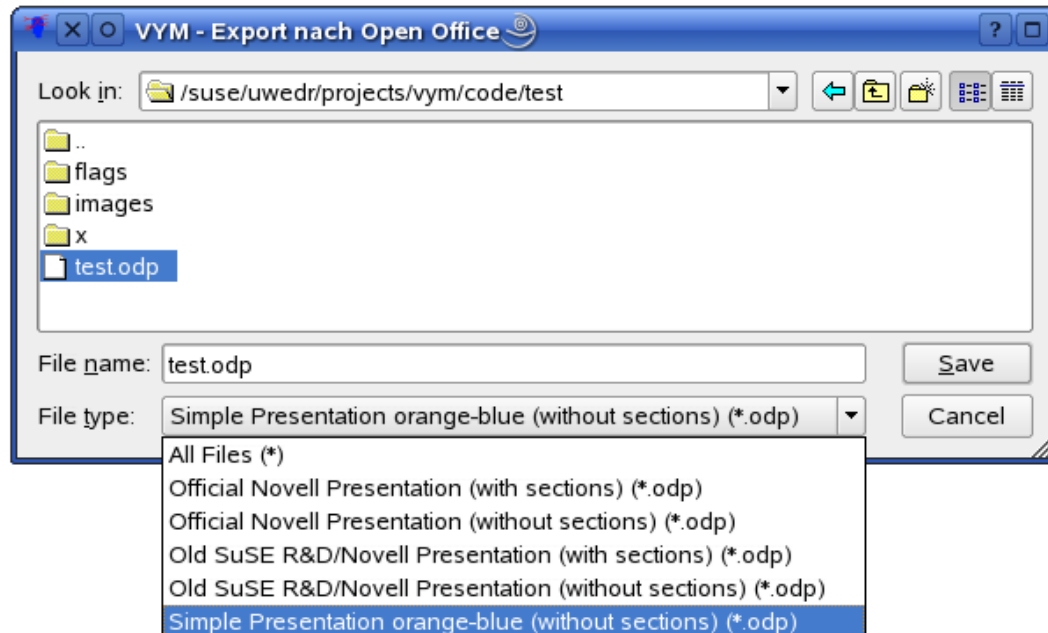 VYM - Export nach Open Office
Look in: /suse/uwedr/projects/vym/code/test
..
flags
images
x
test.odp
File name: test.odp Save
File type: Simple Presentation orange-blue (without sections) (*.odp) Cancel
All Files (*)
Official Novell Presentation (with sections) (*.odp)
Official Novell Presentation (without sections) (*.odp)
Old SuSE R&D/Novell Presentation (with sections) (*.odp)
Old SuSE R&D/Novell Presentation (without sections) (*.odp)
Simple Presentation orange-blue (without sections) (*.odp)